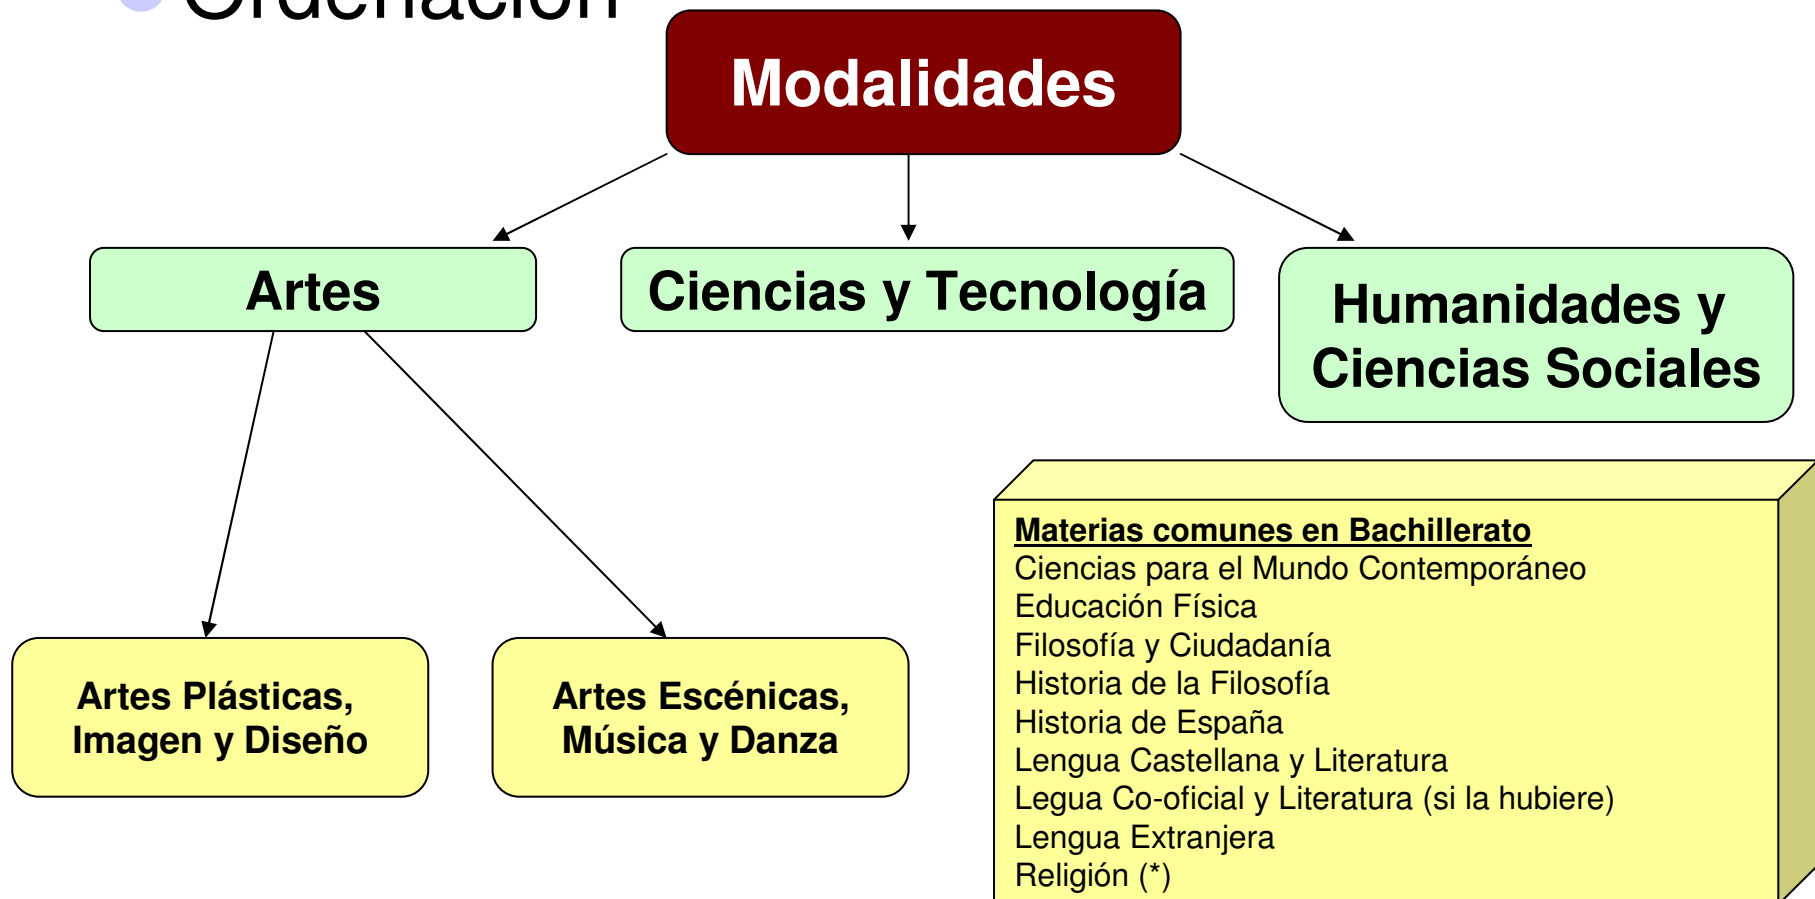 Ordenación
Modalidades
Artes
Ciencias y Tecnología
Humanidades y
Ciencias Sociales
Artes Plásticas,
Imagen y Diseño
Artes Escénicas,
Música y Danza
Materias comunes en Bachillerato
Ciencias para el Mundo Contemporáneo
Educación Física
Filosofía y Ciudadanía
Historia de la Filosofía
Historia de España
Lengua Castellana y Literatura
Legua Co-oficial y Literatura (si la hubiere)
Lengua Extranjera
Religión (*)